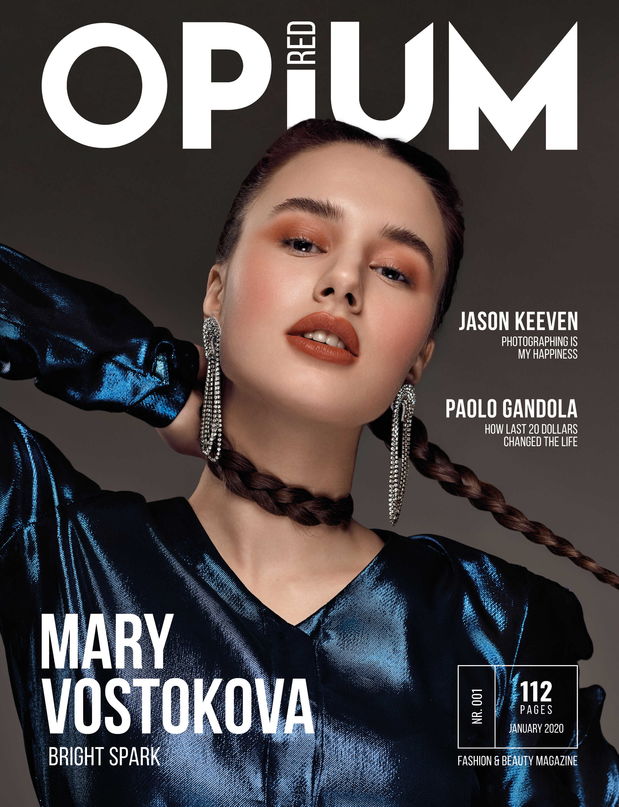 OPIUM
RED
JASON KEEVEN
PHOTOGRAPHING IS
MY HAPPINESS
PAOLO GANDOLA
HOW LAST 20 DOLLARS
CHANGED THE LIFE
MARY
VOSTOKOVA
BRIGHT SPARK
NR. 001
112
PAGES
JANUARY 2020
FASHION & BEAUTY MAGAZINE